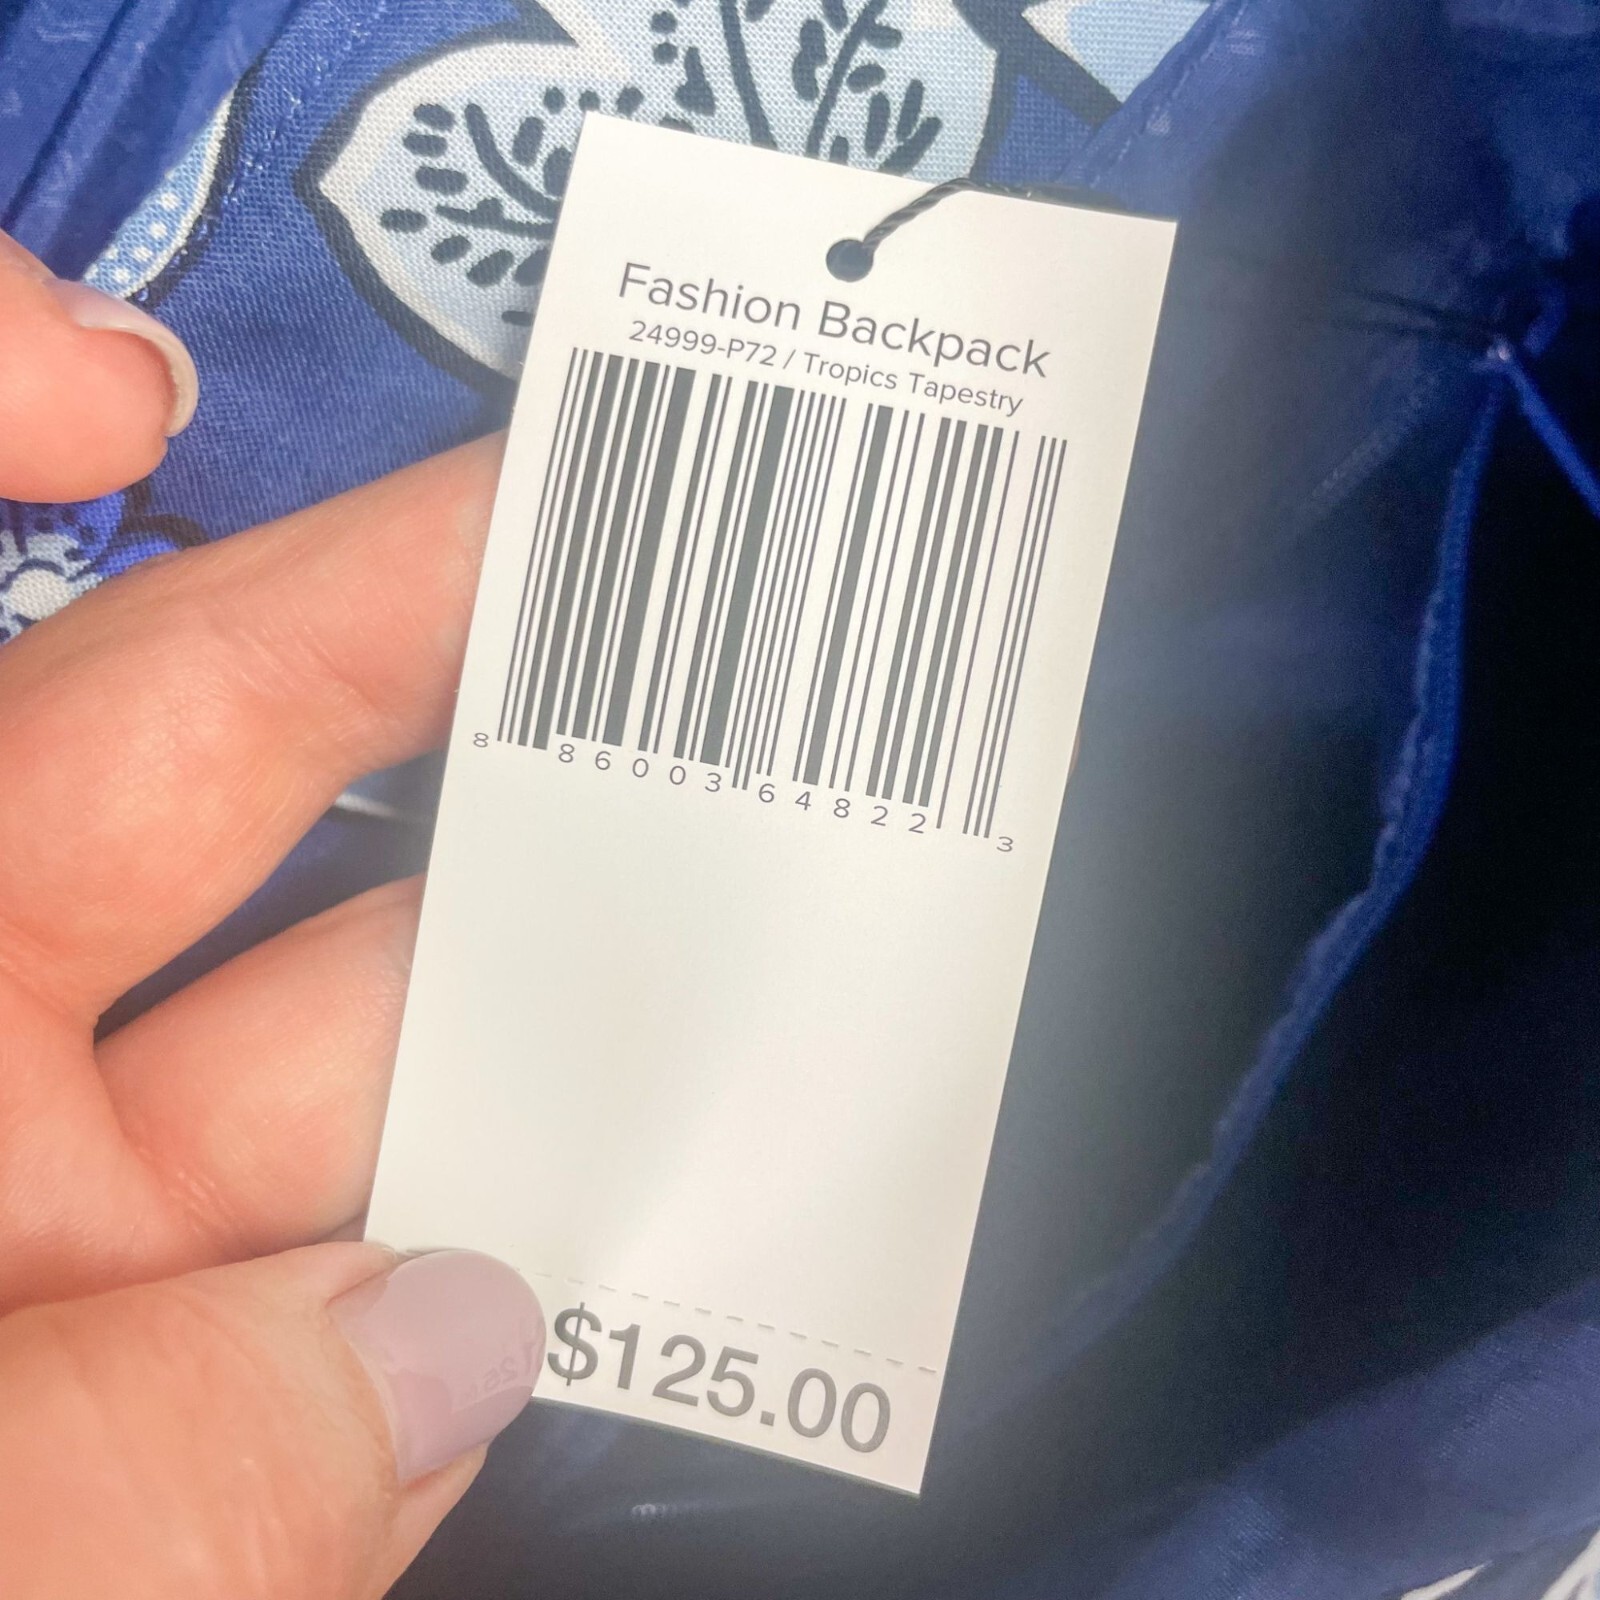 Fashion Backpack
24999-P72 / Tropics Tapestry
8 86003 64822 3
$125.00